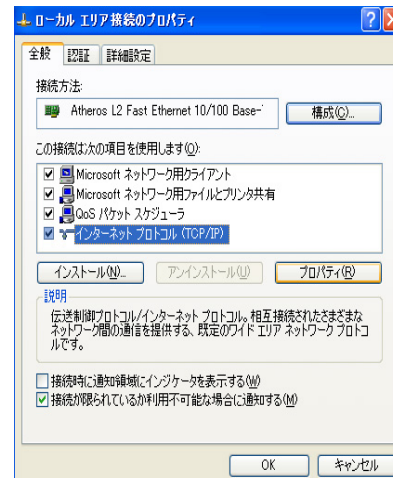 ローカル エリア接続のプロパティ
全般 認証 詳細設定
接続方法:
Atheros L2 Fast Ethernet 10/100 Base- 構成(C)...
この接続は次の項目を使用します(O):
Microsoft ネットワーク用クライアント
Microsoft ネットワーク用ファイルとプリンタ共有
QoS パケット スケジューラ
インターネット プロトコル (TCP/IP)
インストール(N)... アンインストール(U) プロパティ(R)
説明
伝送制御プロトコル/インターネット プロトコル。相互接続されたさまざまな
ネットワーク間の通信を提供する、既定のワイド エリア ネットワーク プロトコ
ルです。
接続時に通知領域にインジケータを表示する(W)
接続が限られているか利用不可能な場合に通知する(M)
OK キャンセル